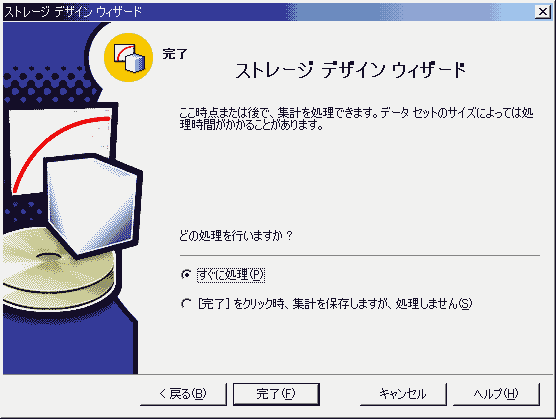 ストレージ デザイン ウィザード
完了
ストレージ デザイン ウィザード
ここ時点または後で、集計を処理できます。データ セットのサイズによっては処
理時間がかかることがあります。
どの処理を行いますか ?
すぐに処理(P)
[完了] をクリック時、集計を保存しますが、処理しません(S)
< 戻る(B)
完了(F)
キャンセル
ヘルプ(H)